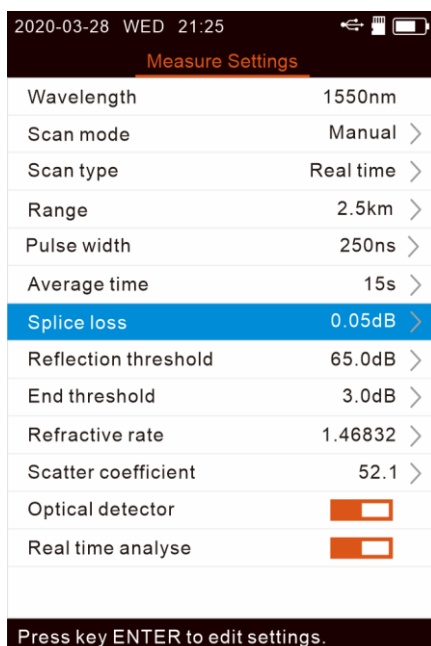 2020-03-28 WED 21:25
Measure Settings
Wavelength 1550nm
Scan mode Manual
Scan type Real time
Range 2.5km
Pulse width 250ns
Average time 15s
Splice loss 0.05dB
Reflection threshold 65.0dB
End threshold 3.0dB
Refractive rate 1.46832
Scatter coefficient 52.1
Optical detector
Real time analyse
Press key ENTER to edit settings.